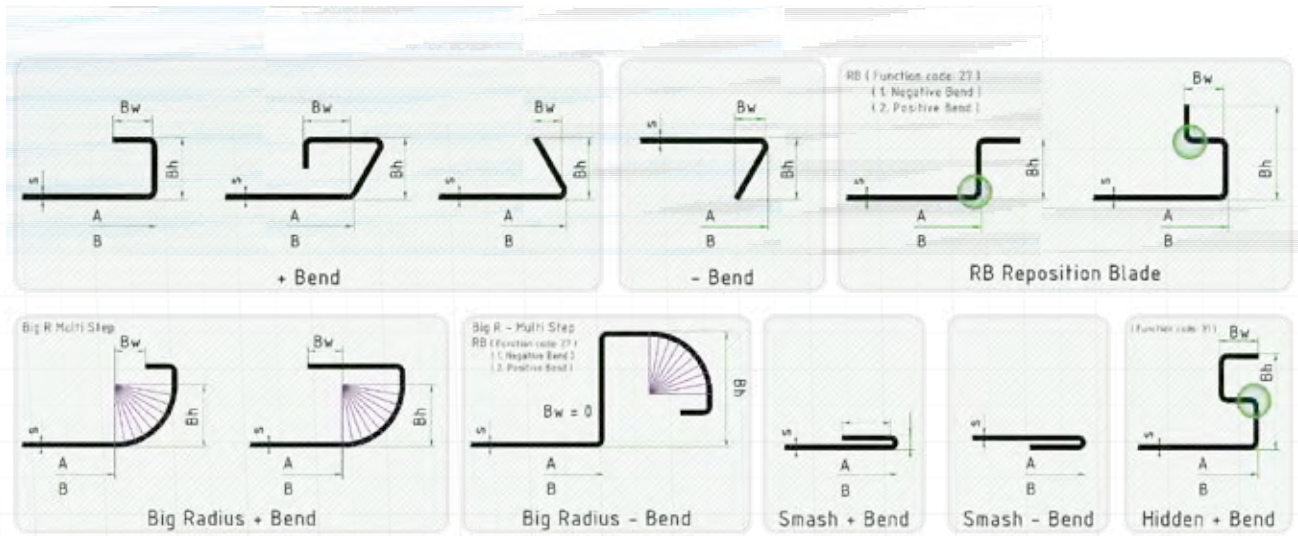 Bw
Bh
s
A
B
Bw
Bh
s
A
B
Bw
Bh
s
A
B
+ Bend
s
Bw
Bh
A
B
- Bend
RB ( Function code: 27 )
( 1. Negative Bend )
( 2. Positive Bend )
s
Bh
A
B
Bw
Bh
s
A
B
RB Reposition Blade
Big R Multi Step
Bw
Bh
s
A
B
Bw
Bh
s
A
B
Big Radius + Bend
Big R - Multi Step
RB ( Function code: 27 )
( 1. Negative Bend )
( 2. Positive Bend )
Bw = 0
Bh
s
A
B
Big Radius - Bend
s
A
B
Smash + Bend
s
A
B
Smash - Bend
Bw
Bh
s
A
B
Hidden + Bend